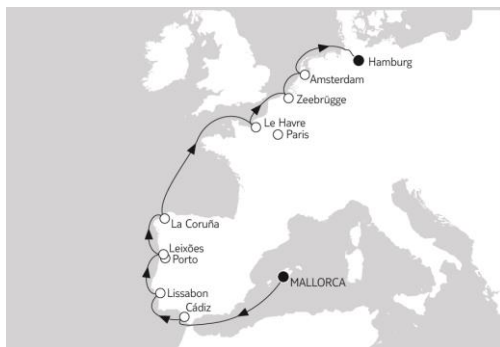 Hamburg
Amsterdam
Zeebrügge
Le Havre
Paris
La Coruña
Leixões
Porto
MALLORCA
Lissabon
Cádiz